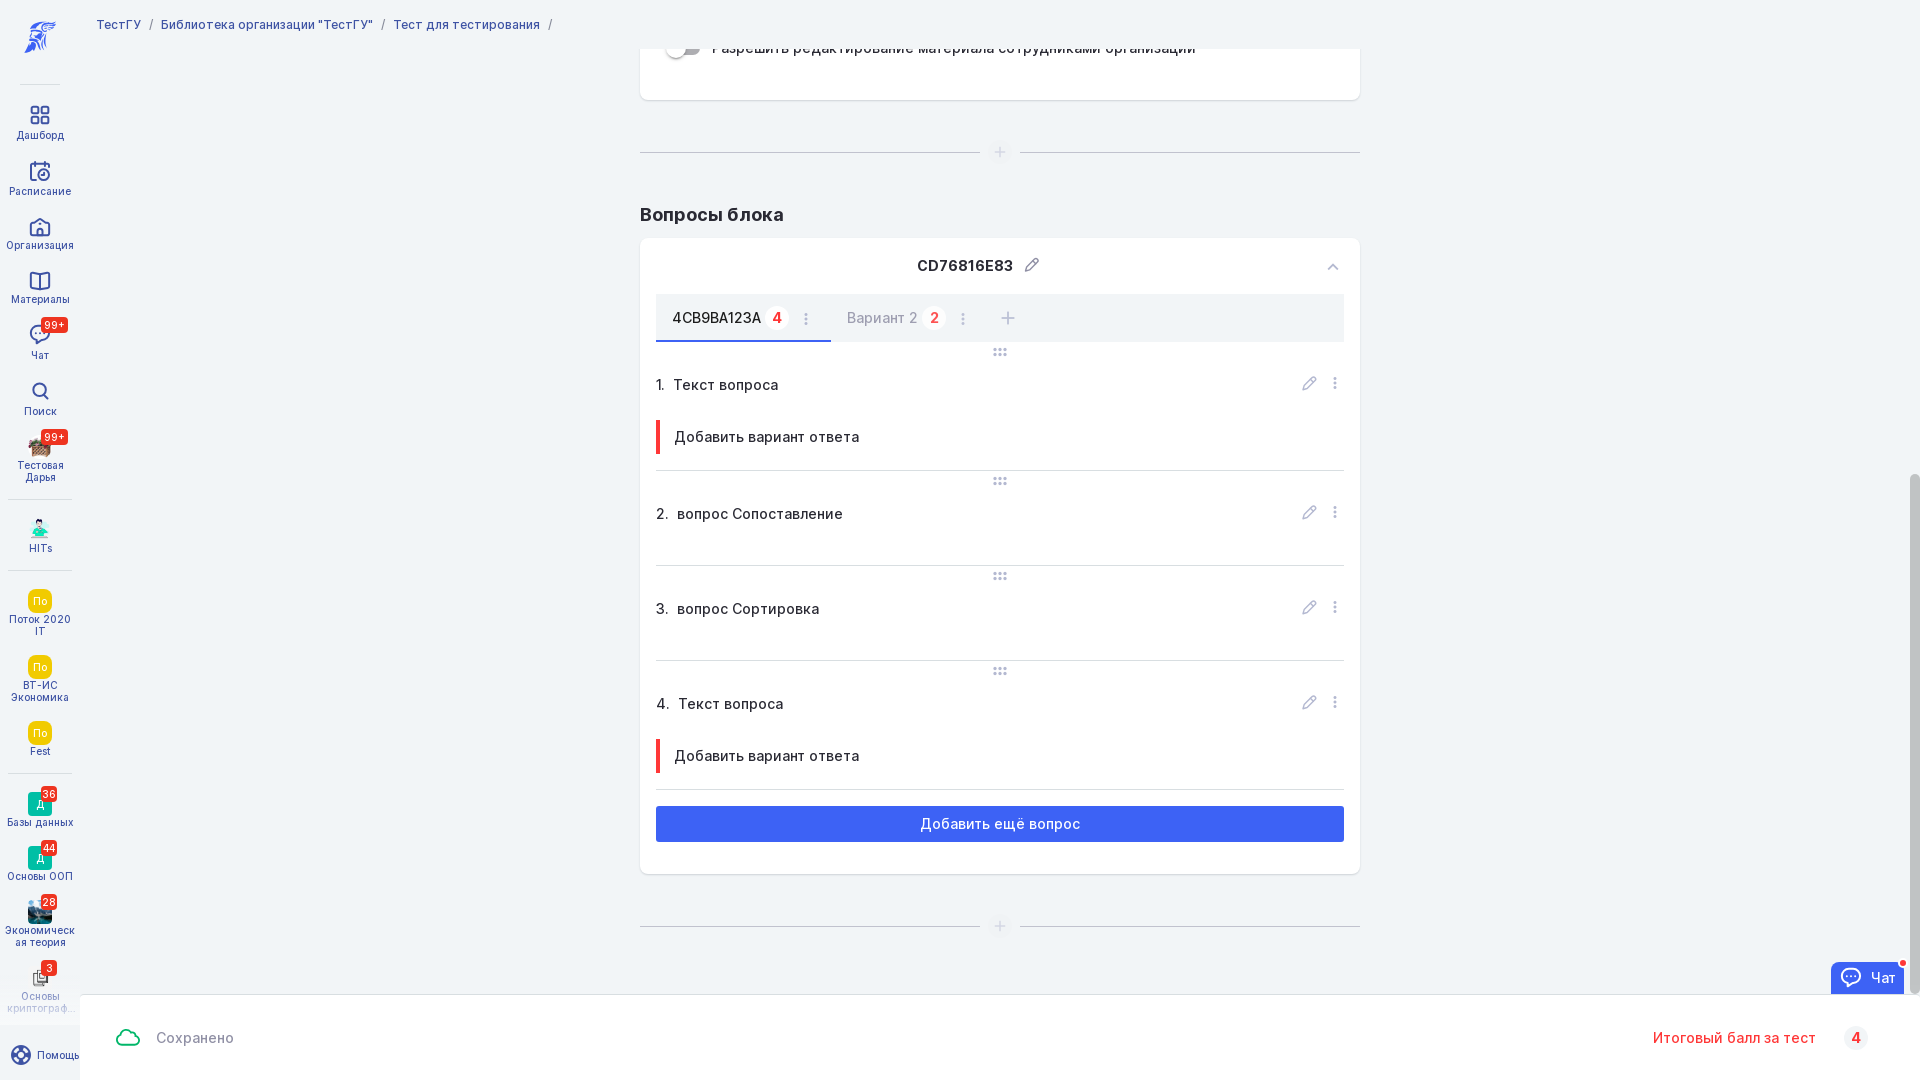 ТестГУ / Библиотека организации "ТестГУ" / Тест для тестирования /
Разрешить редактирование материала сотрудниками организации
Дашборд
Расписание
Организация
Материалы
99+
Чат
Поиск
99+
Тестовая
Дарья
HITs
По
Поток 2020
IT
По
ВТ-ИС
Экономика
По
Fest
36
Д
Базы данных
44
Д
Основы ООП
28
Экономическ
ая теория
3
Основы
криптограф...
Помощь
Вопросы блока
CD76816E83
4CB9BA123A 4 Вариант 2 2
1. Текст вопроса
Добавить вариант ответа
2. вопрос Сопоставление
3. вопрос Сортировка
4. Текст вопроса
Добавить вариант ответа
Добавить ещё вопрос
Чат
Сохранено
Итоговый балл за тест 4